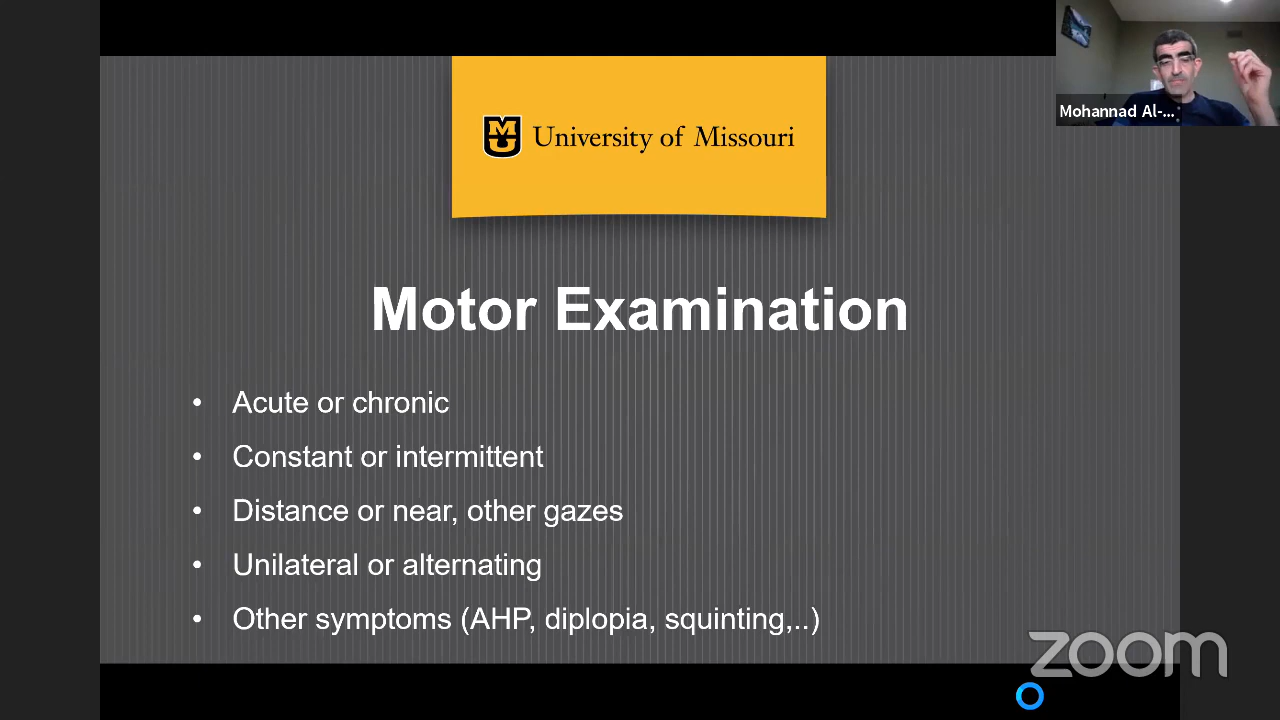 Mohannad Al-...
MU
University of Missouri
Motor Examination
• Acute or chronic
• Constant or intermittent
• Distance or near, other gazes
• Unilateral or alternating
• Other symptoms (AHP, diplopia, squinting,..)
zoom